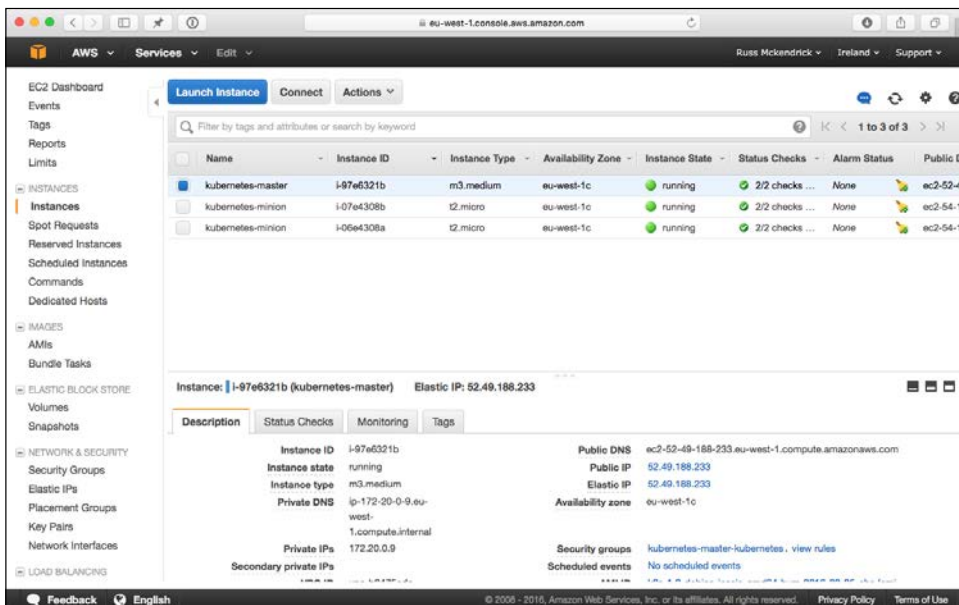 eu-west-1.console.aws.amazon.com
AWS Services Edit Russ Mckendrick Ireland Support
EC2 Dashboard
Events
Tags
Reports
Limits
INSTANCES
Instances
Spot Requests
Reserved Instances
Scheduled Instances
Commands
Dedicated Hosts
IMAGES
AMIs
Bundle Tasks
ELASTIC BLOCK STORE
Volumes
Snapshots
NETWORK & SECURITY
Security Groups
Elastic IPs
Placement Groups
Key Pairs
Network Interfaces
LOAD BALANCING
Launch Instance Connect Actions
Filter by tags and attributes or search by keyword 1 to 3 of 3
Name Instance ID Instance Type Availability Zone Instance State Status Checks Alarm Status Public
kubernetes-master i-97e6321b m3.medium eu-west-1c running 2/2 checks ... None ec2-52-4
kubernetes-minion i-07e4308b t2.micro eu-west-1c running 2/2 checks ... None ec2-54-1
kubernetes-minion i-06e4308a t2.micro eu-west-1c running 2/2 checks ... None ec2-54-1
Instance: i-97e6321b (kubernetes-master) Elastic IP: 52.49.188.233
Description Status Checks Monitoring Tags
Instance ID i-97e6321b Public DNS ec2-52-49-188-233.eu-west-1.compute.amazonaws.com
Instance state running Public IP 52.49.188.233
Instance type m3.medium Elastic IP 52.49.188.233
Private DNS ip-172-20-0-9.eu- Availability zone eu-west-1c
west-
1.compute.internal
Private IPs 172.20.0.9 Security groups kubernetes-master-kubernetes. view rules
Secondary private IPs Scheduled events No scheduled events
Feedback English © 2008 - 2016, Amazon Web Services, Inc. or its affiliates. All rights reserved. Privacy Policy Terms of Use